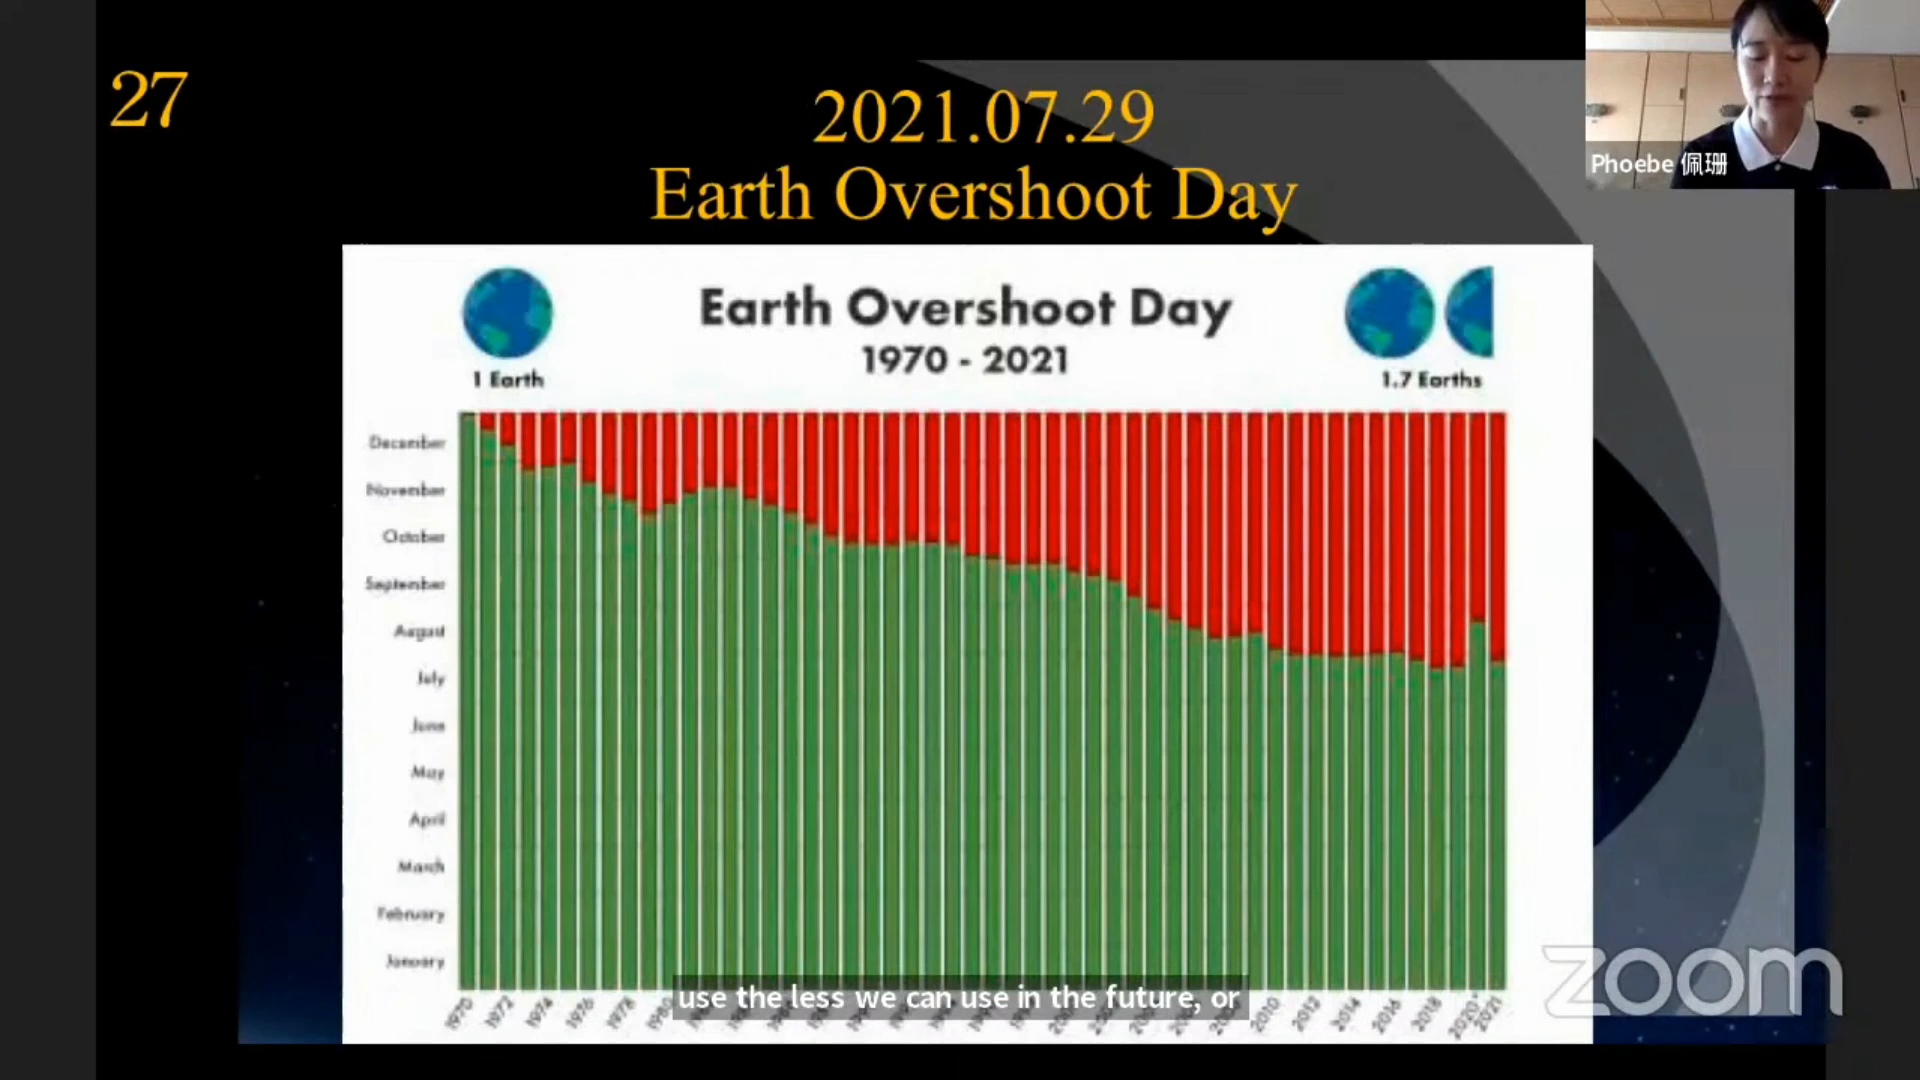 27
2021.07.29
Earth Overshoot Day
Phoebe 佩珊
Earth Overshoot Day
1970 - 2021
1 Earth
1.7 Earths
December
November
October
September
August
July
June
May
April
March
February
January
1970
1972
1974
1976
1978
1980
2010
2012
2014
2016
2018
2020*
2021
use the less we can use in the future, or
zoom